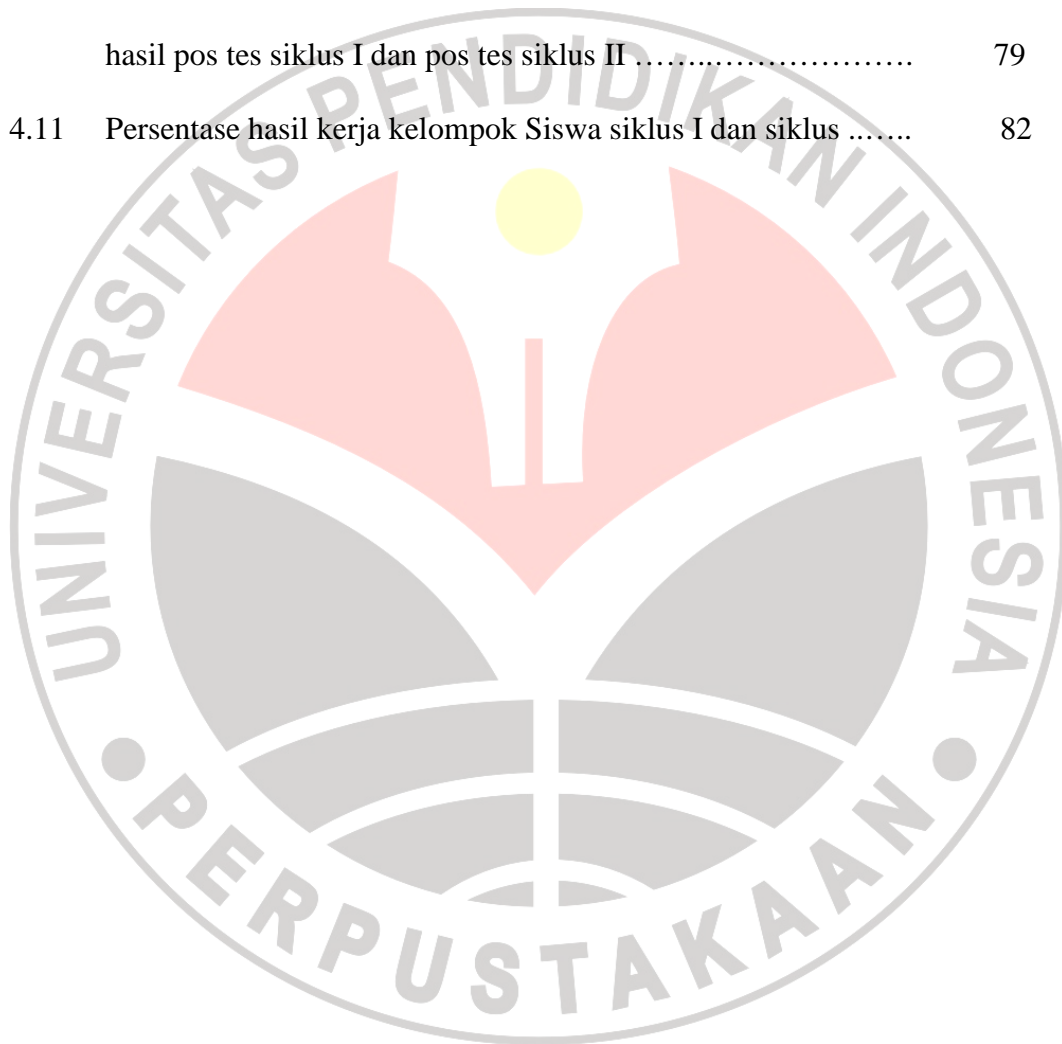 hasil pos tes siklus I dan pos tes siklus II ……..………………. 79
4.11 Persentase hasil kerja kelompok Siswa siklus I dan siklus ..….. 82
UNIVERSITAS PENDIDIKAN INDONESIA
PERPUSTAKAAN